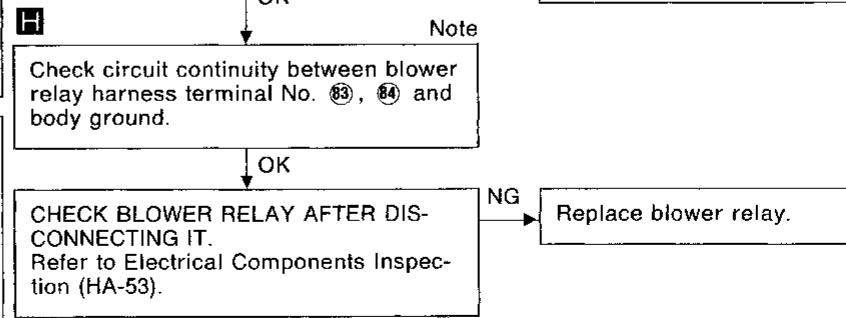 OK
H
Note
Check circuit continuity between blower
relay harness terminal No. 83, 84 and
body ground.
OK
CHECK BLOWER RELAY AFTER DIS-
CONNECTING IT.
Refer to Electrical Components Inspec-
tion (HA-53).
NG
Replace blower relay.